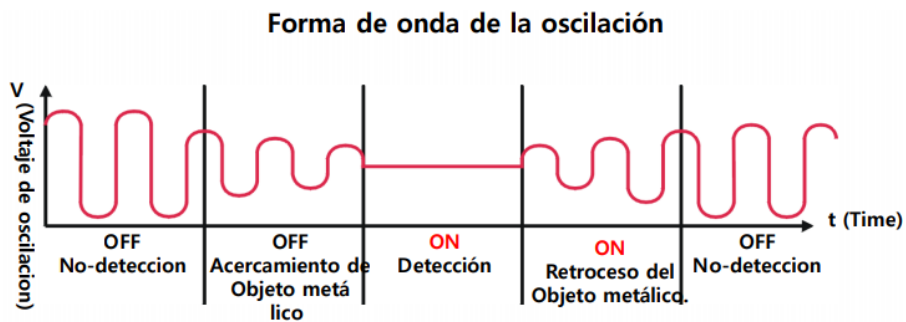 Forma de onda de la oscilación
V
(Voltaje de oscilacion)
t (Time)
OFF
No-deteccion
OFF
Acercamiento de
Objeto metá
lico
ON
Detección
ON
Retroceso del
Objeto metálico.
OFF
No-deteccion